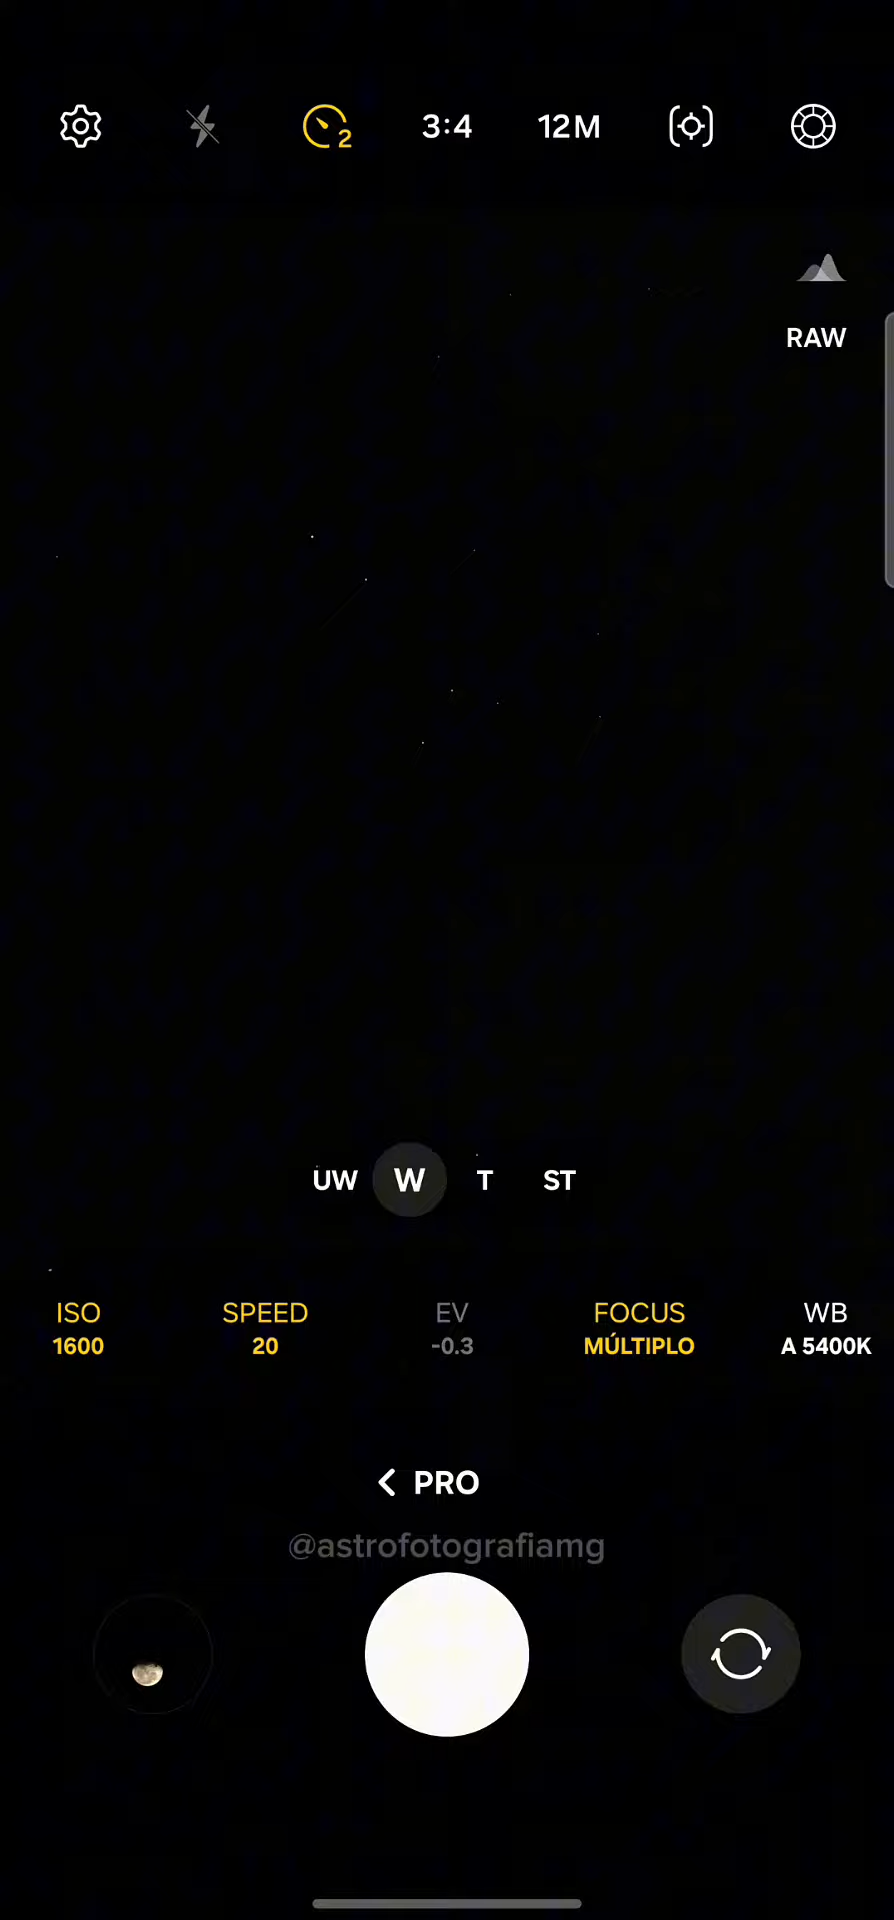 2 3:4 12M
RAW
UW W T ST
ISO SPEED EV FOCUS WB
1600 20 -0.3 MÚLTIPLO A 5400K
PRO
@astrofotografiamg